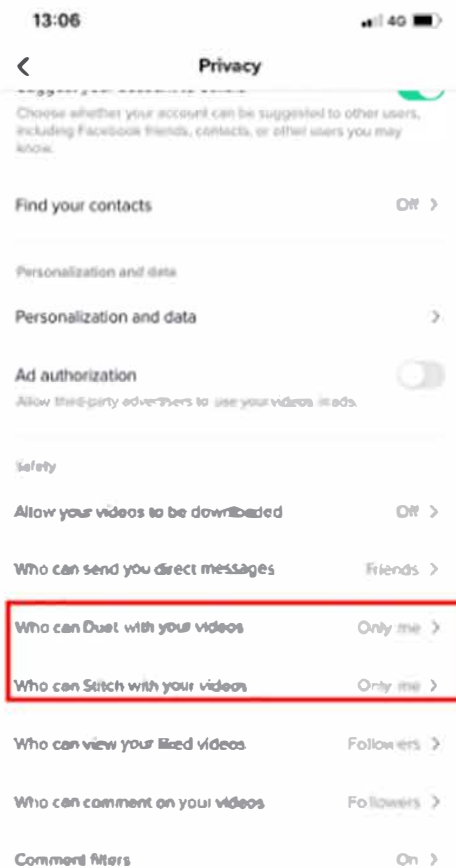 13:06
4G
Privacy
Choose whether your account can be suggested to other users,
including Facebook friends, contacts, or other users you may
know.
Find your contacts
Off
Personalization and data
Personalization and data
Ad authorization
Allow third-party advertisers to use your videos in ads.
Safety
Allow your videos to be downloaded
Off
Who can send you direct messages
Friends
Who can Duet with your videos
Only me
Who can Stitch with your videos
Only me
Who can view your liked videos
Followers
Who can comment on your videos
Followers
Comment filters
On